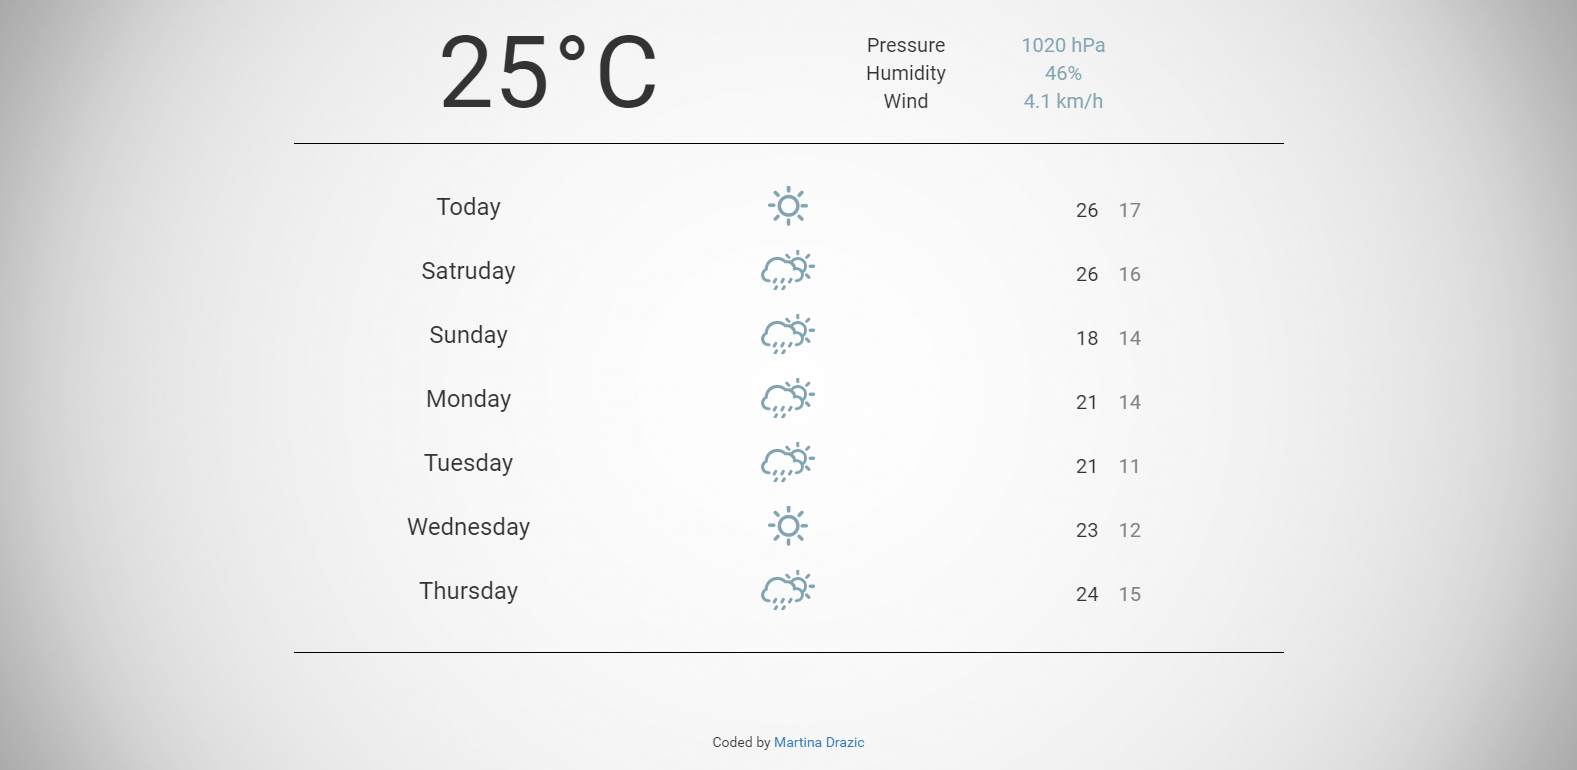 25°C
Pressure 1020 hPa
Humidity 46%
Wind 4.1 km/h
Today 26 17
Satruday 26 16
Sunday 18 14
Monday 21 14
Tuesday 21 11
Wednesday 23 12
Thursday 24 15
Coded by Martina Drazic